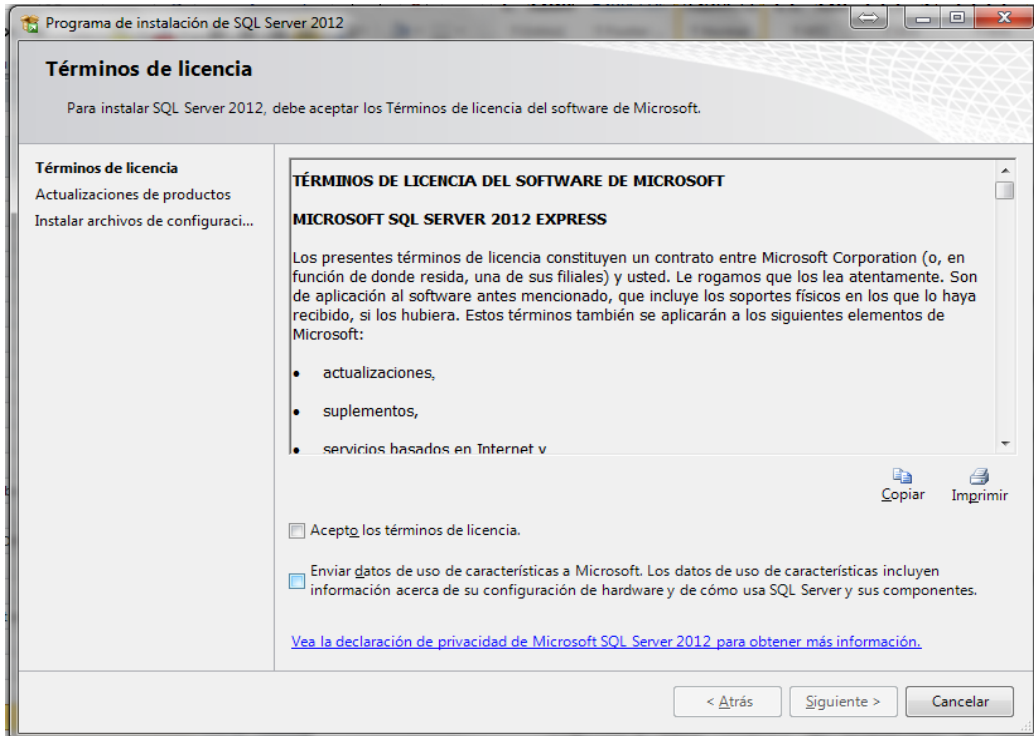 Programa de instalación de SQL Server 2012
Términos de licencia
Para instalar SQL Server 2012, debe aceptar los Términos de licencia del software de Microsoft.
Términos de licencia
Actualizaciones de productos
Instalar archivos de configuraci...
TÉRMINOS DE LICENCIA DEL SOFTWARE DE MICROSOFT
MICROSOFT SQL SERVER 2012 EXPRESS
Los presentes términos de licencia constituyen un contrato entre Microsoft Corporation (o, en
función de donde resida, una de sus filiales) y usted. Le rogamos que los lea atentamente. Son
de aplicación al software antes mencionado, que incluye los soportes físicos en los que lo haya
recibido, si los hubiera. Estos términos también se aplicarán a los siguientes elementos de
Microsoft:
• actualizaciones,
• suplementos,
• servicios basados en Internet y
Copiar Imprimir
Acepto los términos de licencia.
Enviar datos de uso de características a Microsoft. Los datos de uso de características incluyen
información acerca de su configuración de hardware y de cómo usa SQL Server y sus componentes.
Vea la declaración de privacidad de Microsoft SQL Server 2012 para obtener más información.
< Atrás Siguiente > Cancelar